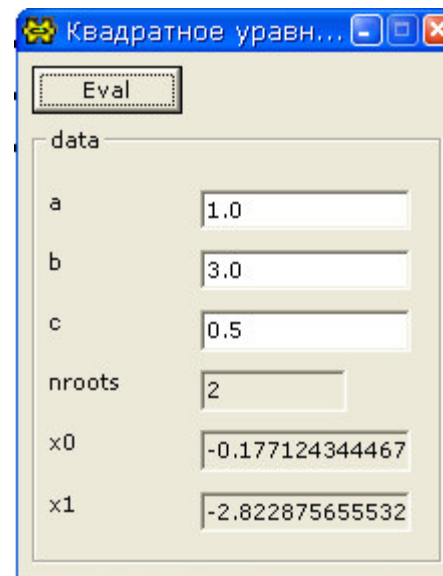 Квадратное уравн...
Eval
data
a 1.0
b 3.0
c 0.5
nroots 2
x0 -0.177124344467
x1 -2.822875655532